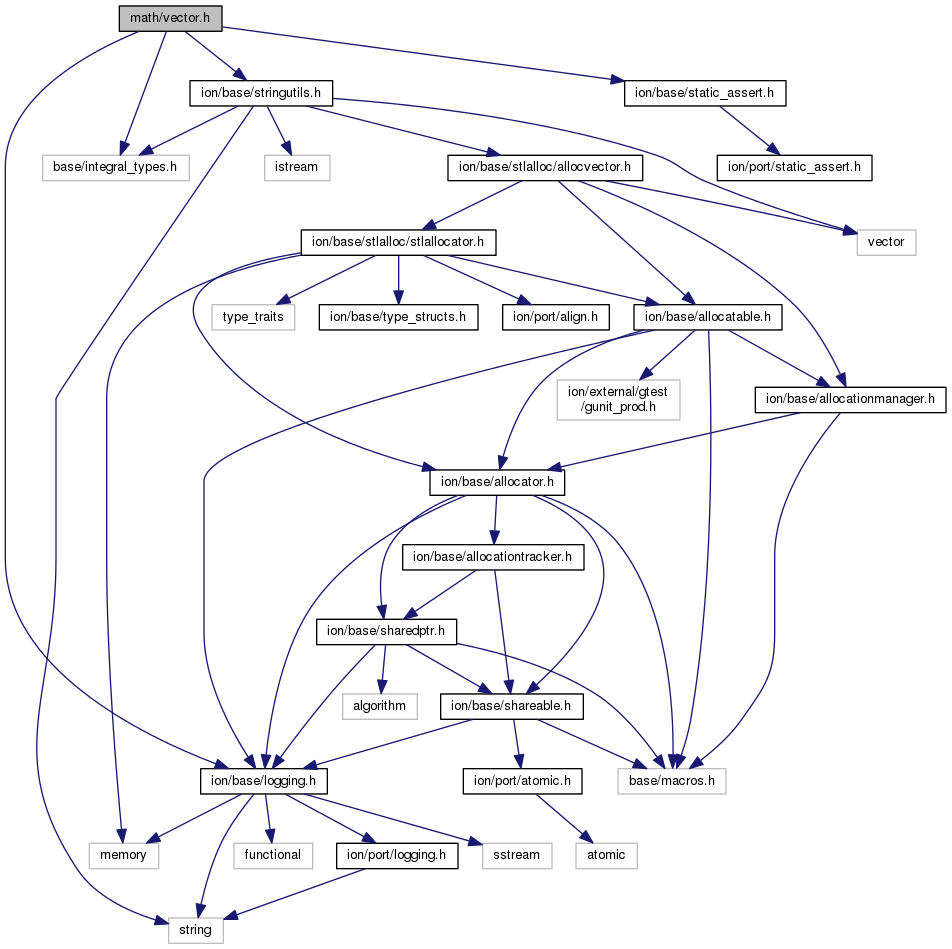 math/vector.h
ion/base/stringutils.h
ion/base/static_assert.h
base/integral_types.h
istream
ion/base/stlalloc/allocvector.h
ion/port/static_assert.h
ion/base/stlalloc/stlallocator.h
vector
type_traits
ion/base/type_structs.h
ion/port/align.h
ion/base/allocatable.h
ion/external/gtest
/gunit_prod.h
ion/base/allocationmanager.h
ion/base/allocator.h
ion/base/allocationtracker.h
ion/base/sharedptr.h
algorithm
ion/base/shareable.h
ion/base/logging.h
ion/port/atomic.h
base/macros.h
memory
functional
ion/port/logging.h
sstream
atomic
string